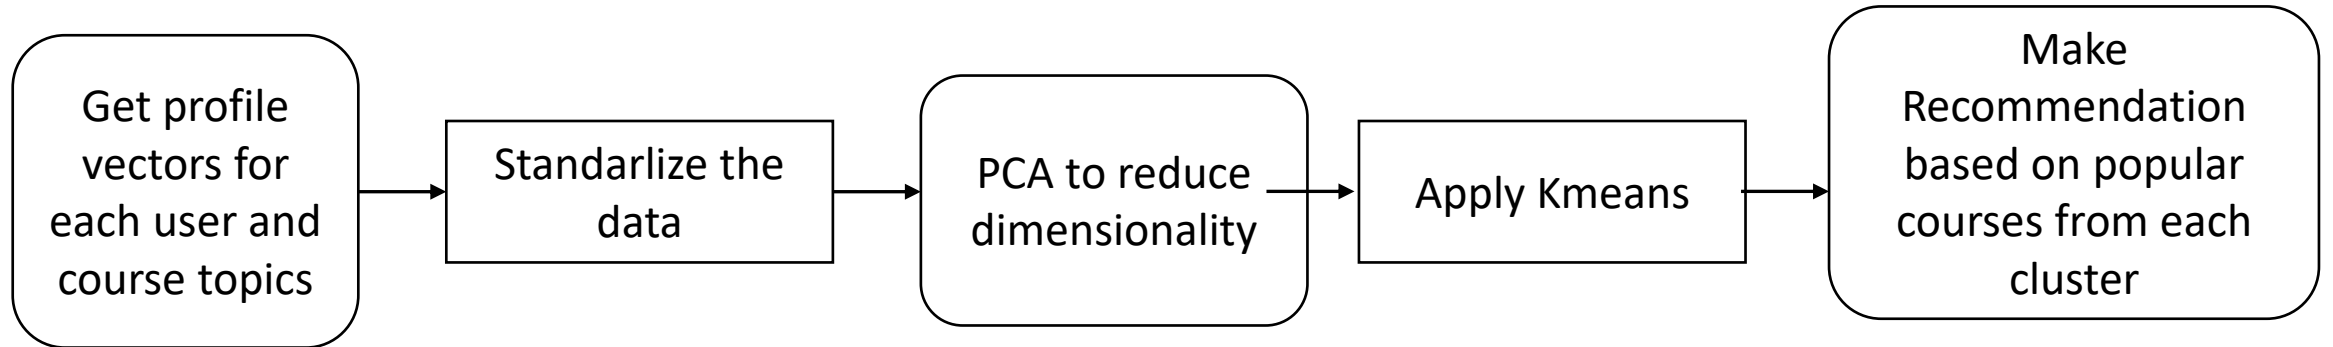 Get profile
vectors for
each user and
course topics
Standarlize the
data
PCA to reduce
dimensionality
Apply Kmeans
Make
Recommendation
based on popular
courses from each
cluster